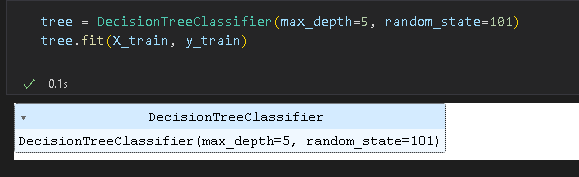 tree = DecisionTreeClassifier(max_depth=5, random_state=101)
tree.fit(X_train, y_train)
✓ 0.1s
▾ DecisionTreeClassifier
DecisionTreeClassifier(max_depth=5, random_state=101)